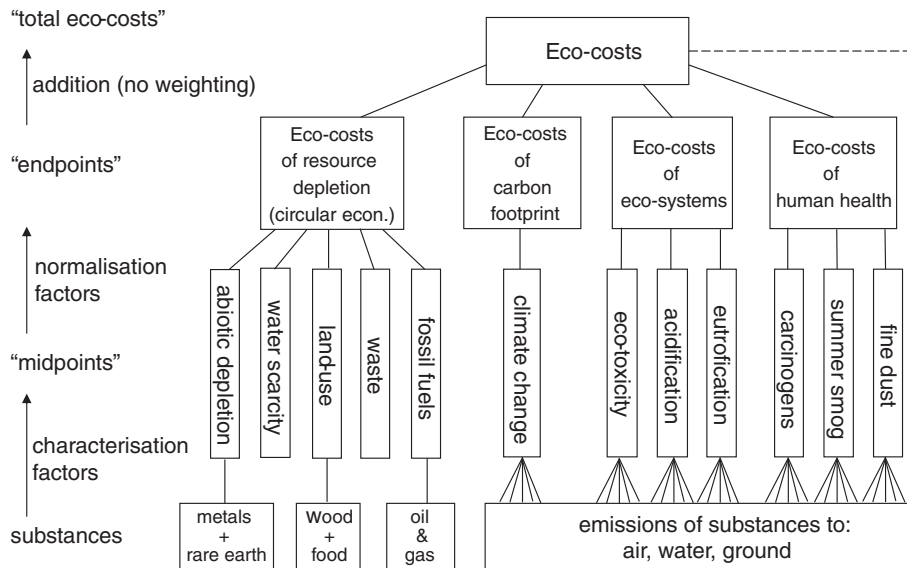 “total eco-costs”
addition (no weighting)
“endpoints”
normalisation
factors
“midpoints”
characterisation
factors
substances
Eco-costs
Eco-costs
of resource
depletion
(circular econ.)
Eco-costs
of
carbon
footprint
Eco-costs
of
eco-systems
Eco-costs
of
human health
abiotic depletion
water scarcity
land-use
waste
fossil fuels
climate change
eco-toxicity
acidification
eutrofication
carcinogens
summer smog
fine dust
metals
+
rare earth
wood
+
food
oil
&
gas
emissions of substances to:
air, water, ground